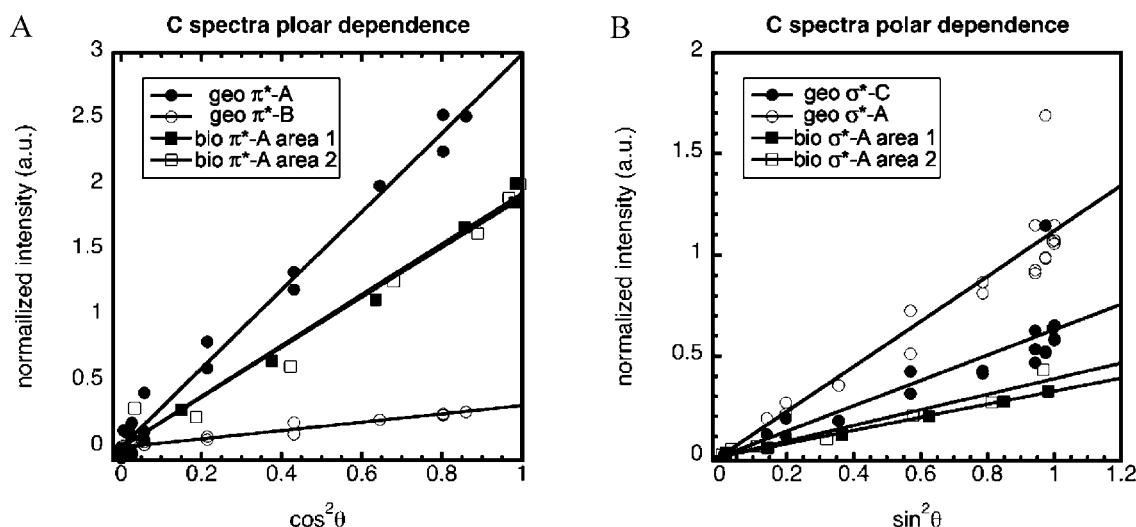 A
C spectra ploar dependence
3
2.5
2
1.5
1
0.5
0
normailized intensity (a.u.)
geo π*-A
geo π*-B
bio π*-A area 1
bio π*-A area 2
0 0.2 0.4 0.6 0.8 1
cos²θ
B
C spectra polar dependence
2
1.5
1
0.5
0
normalized intensity (a.u.)
geo σ*-C
geo σ*-A
bio σ*-A area 1
bio σ*-A area 2
0 0.2 0.4 0.6 0.8 1 1.2
sin²θ